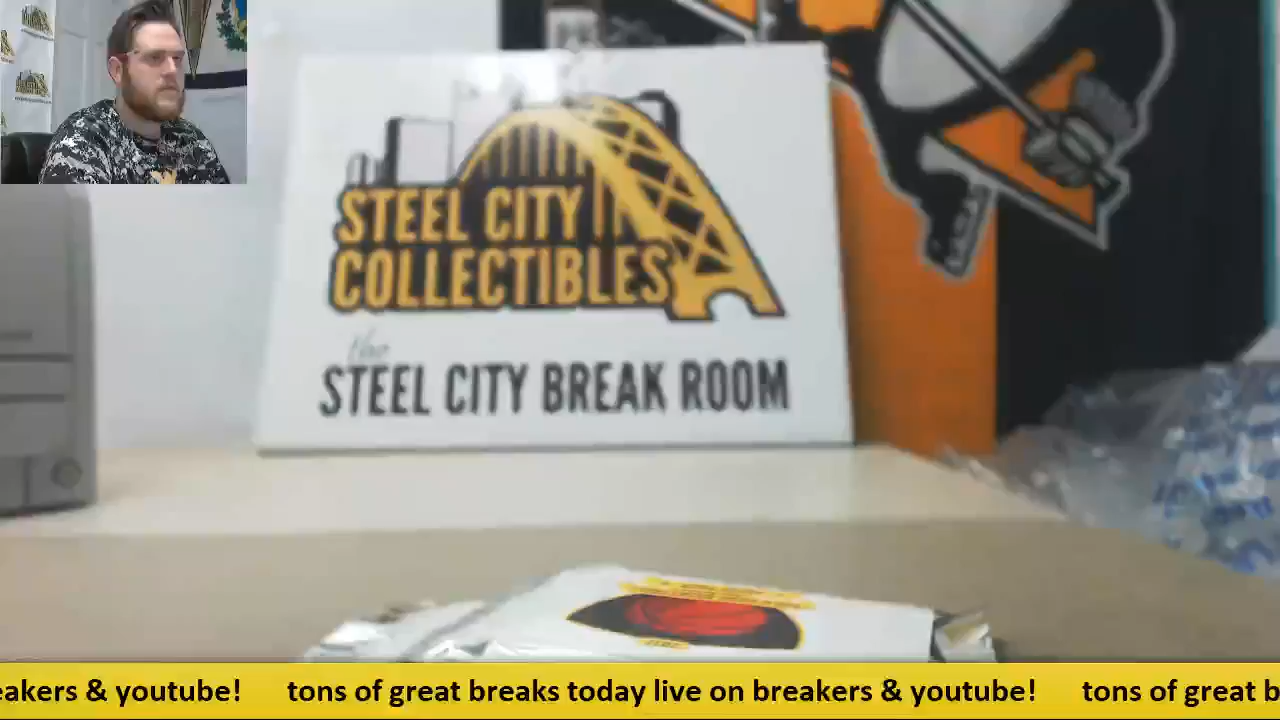 STEEL CITY
COLLECTIBLES
the
STEEL CITY BREAK ROOM
eakers & youtube! tons of great breaks today live on breakers & youtube! tons of great b